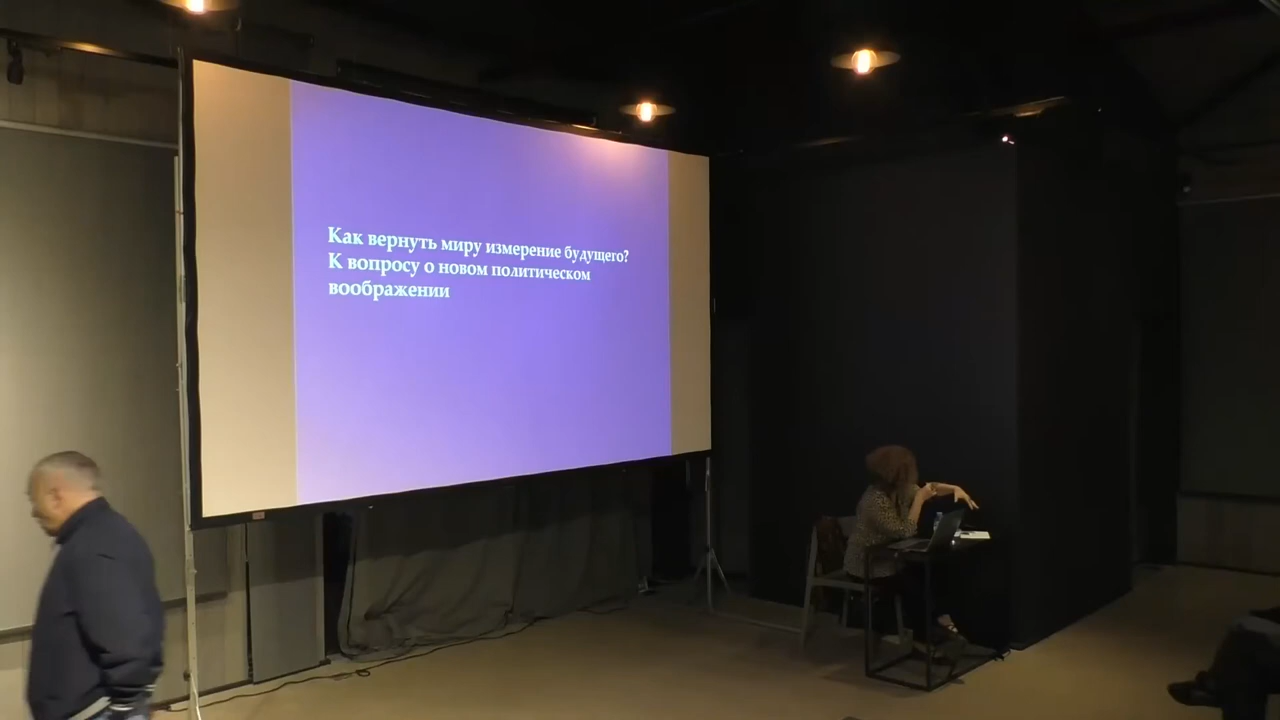 Как вернуть миру измерение будущего?
К вопросу о новом политическом
воображении